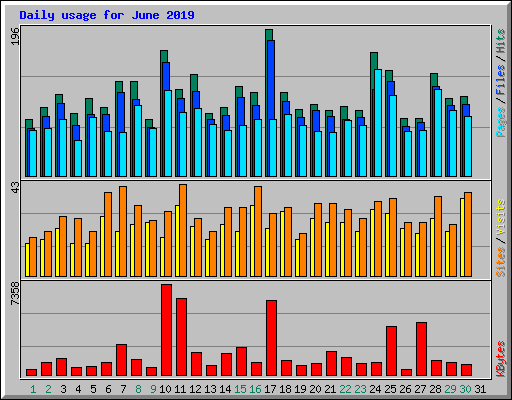 Daily usage for June 2019
196
Pages / Files / Hits
43
Sites / Visits
7358
KBytes
1 2 3 4 5 6 7 8 9 10 11 12 13 14 15 16 17 18 19 20 21 22 23 24 25 26 27 28 29 30 31